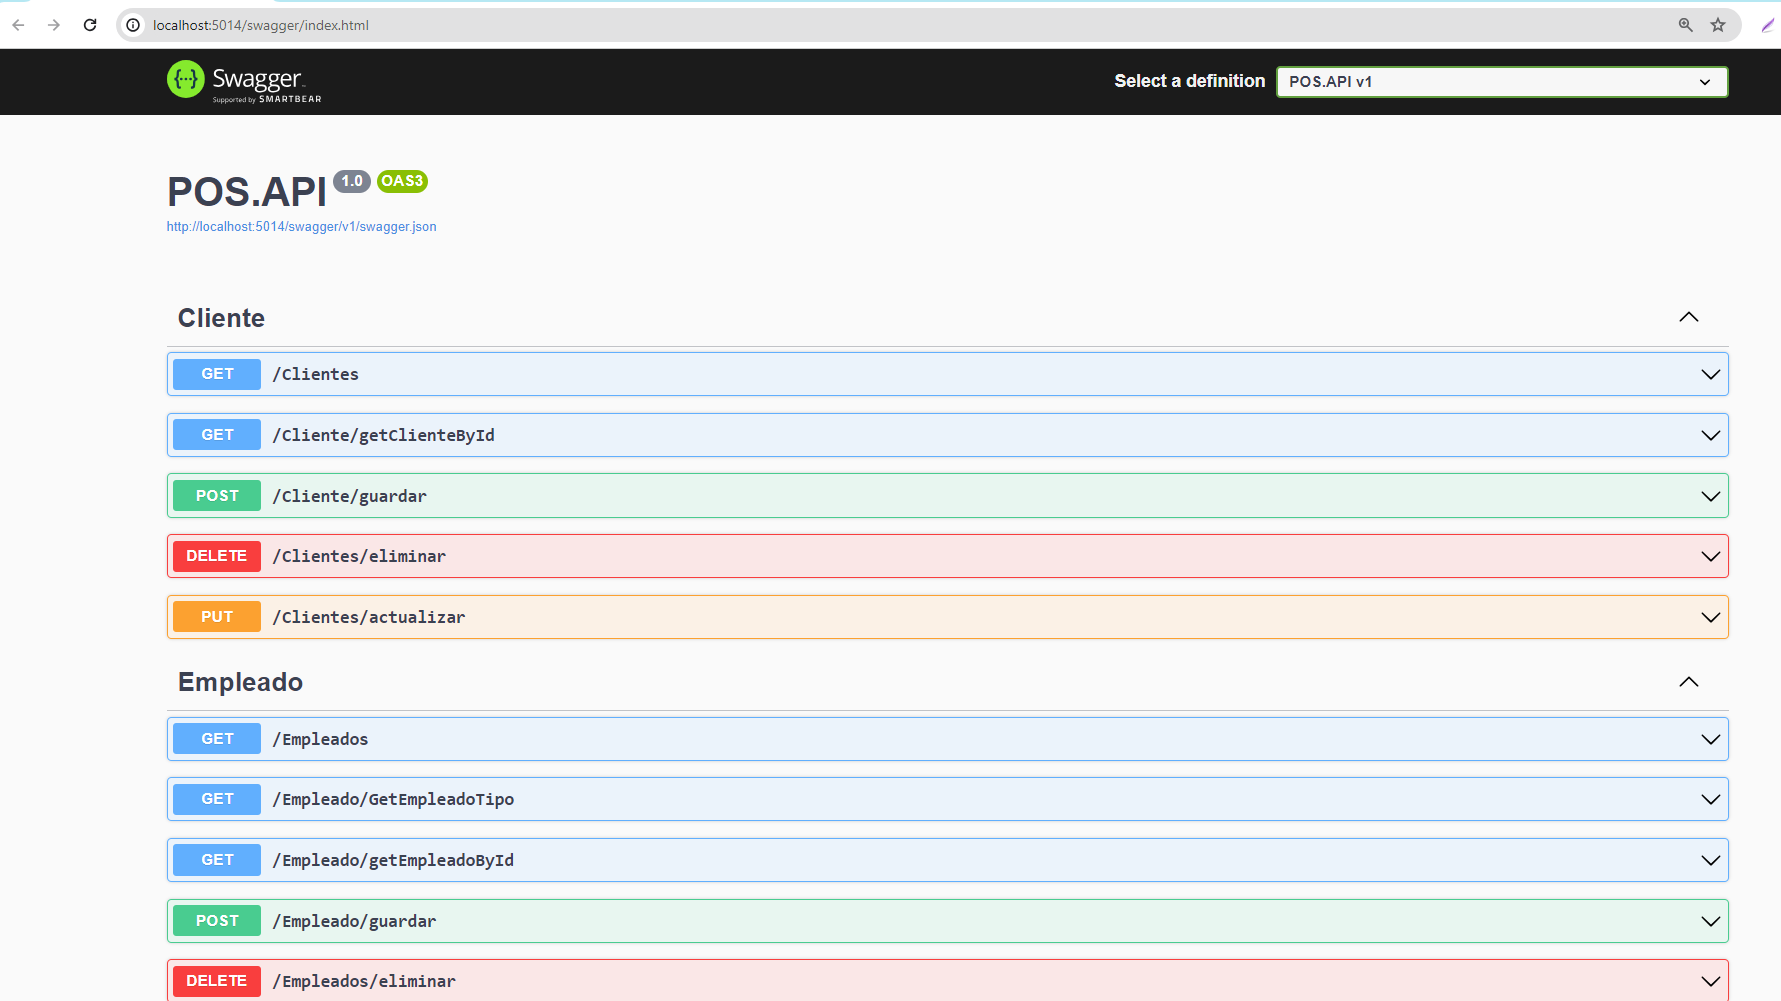 localhost:5014/swagger/index.html
{...} Swagger
Supported by SMARTBEAR
Select a definition
POS.API v1
POS.API 1.0 OAS3
http://localhost:5014/swagger/v1/swagger.json
Cliente
GET /Clientes
GET /Cliente/getClienteById
POST /Cliente/guardar
DELETE /Clientes/eliminar
PUT /Clientes/actualizar
Empleado
GET /Empleados
GET /Empleado/GetEmpleadoTipo
GET /Empleado/getEmpleadoById
POST /Empleado/guardar
DELETE /Empleados/eliminar